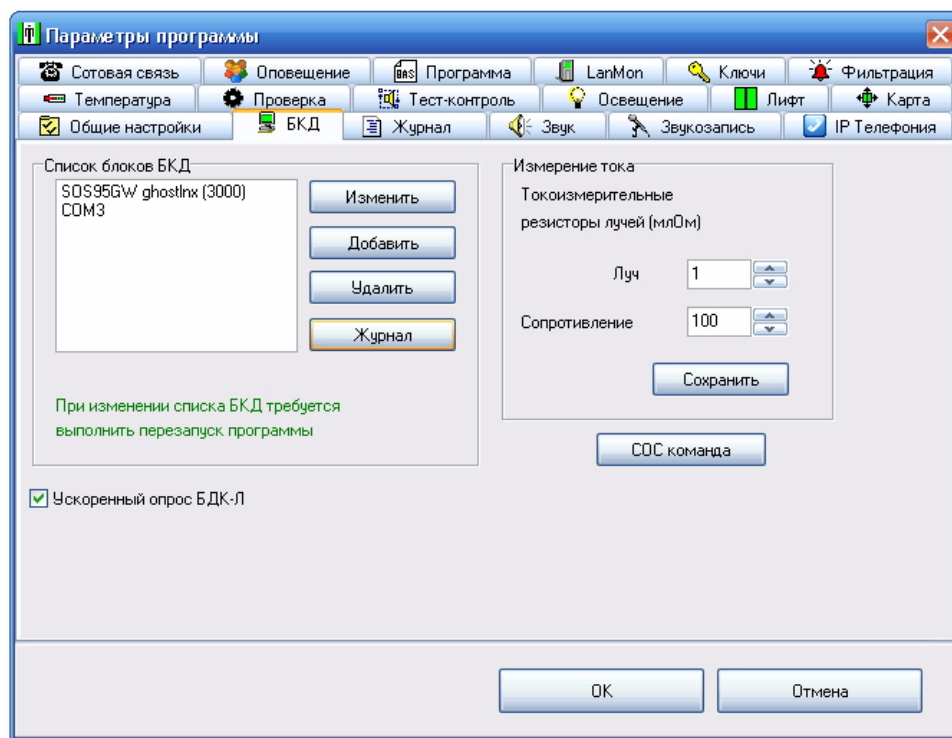 Параметры программы
Сотовая связь
Оповещение
Программа
LanMon
Ключи
Фильтрация
Температура
Проверка
Тест-контроль
Освещение
Лифт
Карта
Общие настройки
БКД
Журнал
Звук
Звукозапись
IP Телефония
Список блоков БКД
SOS95GW ghostlnx (3000)
COM3
Изменить
Добавить
Удалить
Журнал
При изменении списка БКД требуется
выполнить перезапуск программы
Измерение тока
Токоизмерительные
резисторы лучей (млОм)
Луч
1
Сопротивление
100
Сохранить
СОС команда
Ускоренный опрос БДК-Л
OK
Отмена